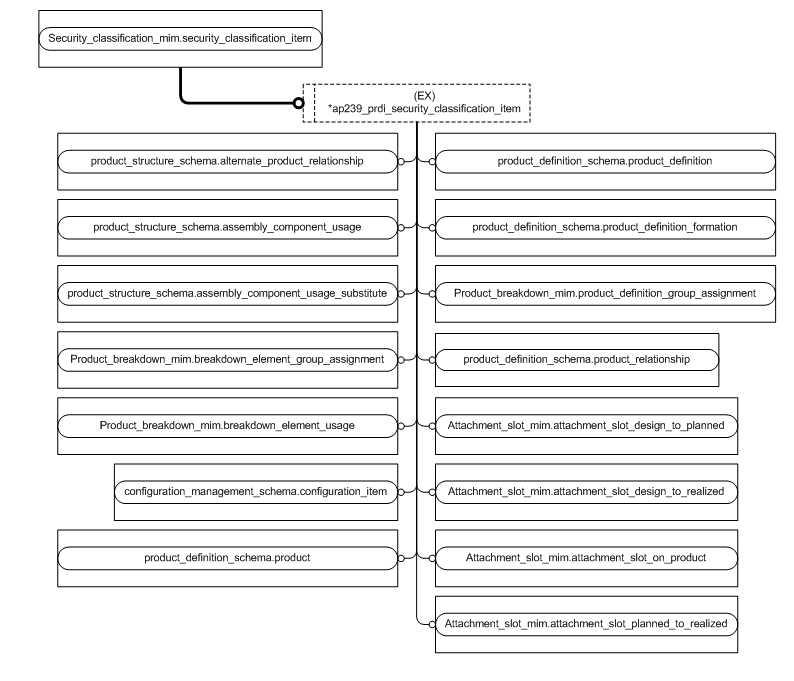 Security_classification_mim.security_classification_item
(EX)
*ap239_prdi_security_classification_item
product_structure_schema.alternate_product_relationship
product_definition_schema.product_definition
product_structure_schema.assembly_component_usage
product_definition_schema.product_definition_formation
product_structure_schema.assembly_component_usage_substitute
Product_breakdown_mim.product_definition_group_assignment
Product_breakdown_mim.breakdown_element_group_assignment
product_definition_schema.product_relationship
Product_breakdown_mim.breakdown_element_usage
Attachment_slot_mim.attachment_slot_design_to_planned
configuration_management_schema.configuration_item
Attachment_slot_mim.attachment_slot_design_to_realized
product_definition_schema.product
Attachment_slot_mim.attachment_slot_on_product
Attachment_slot_mim.attachment_slot_planned_to_realized